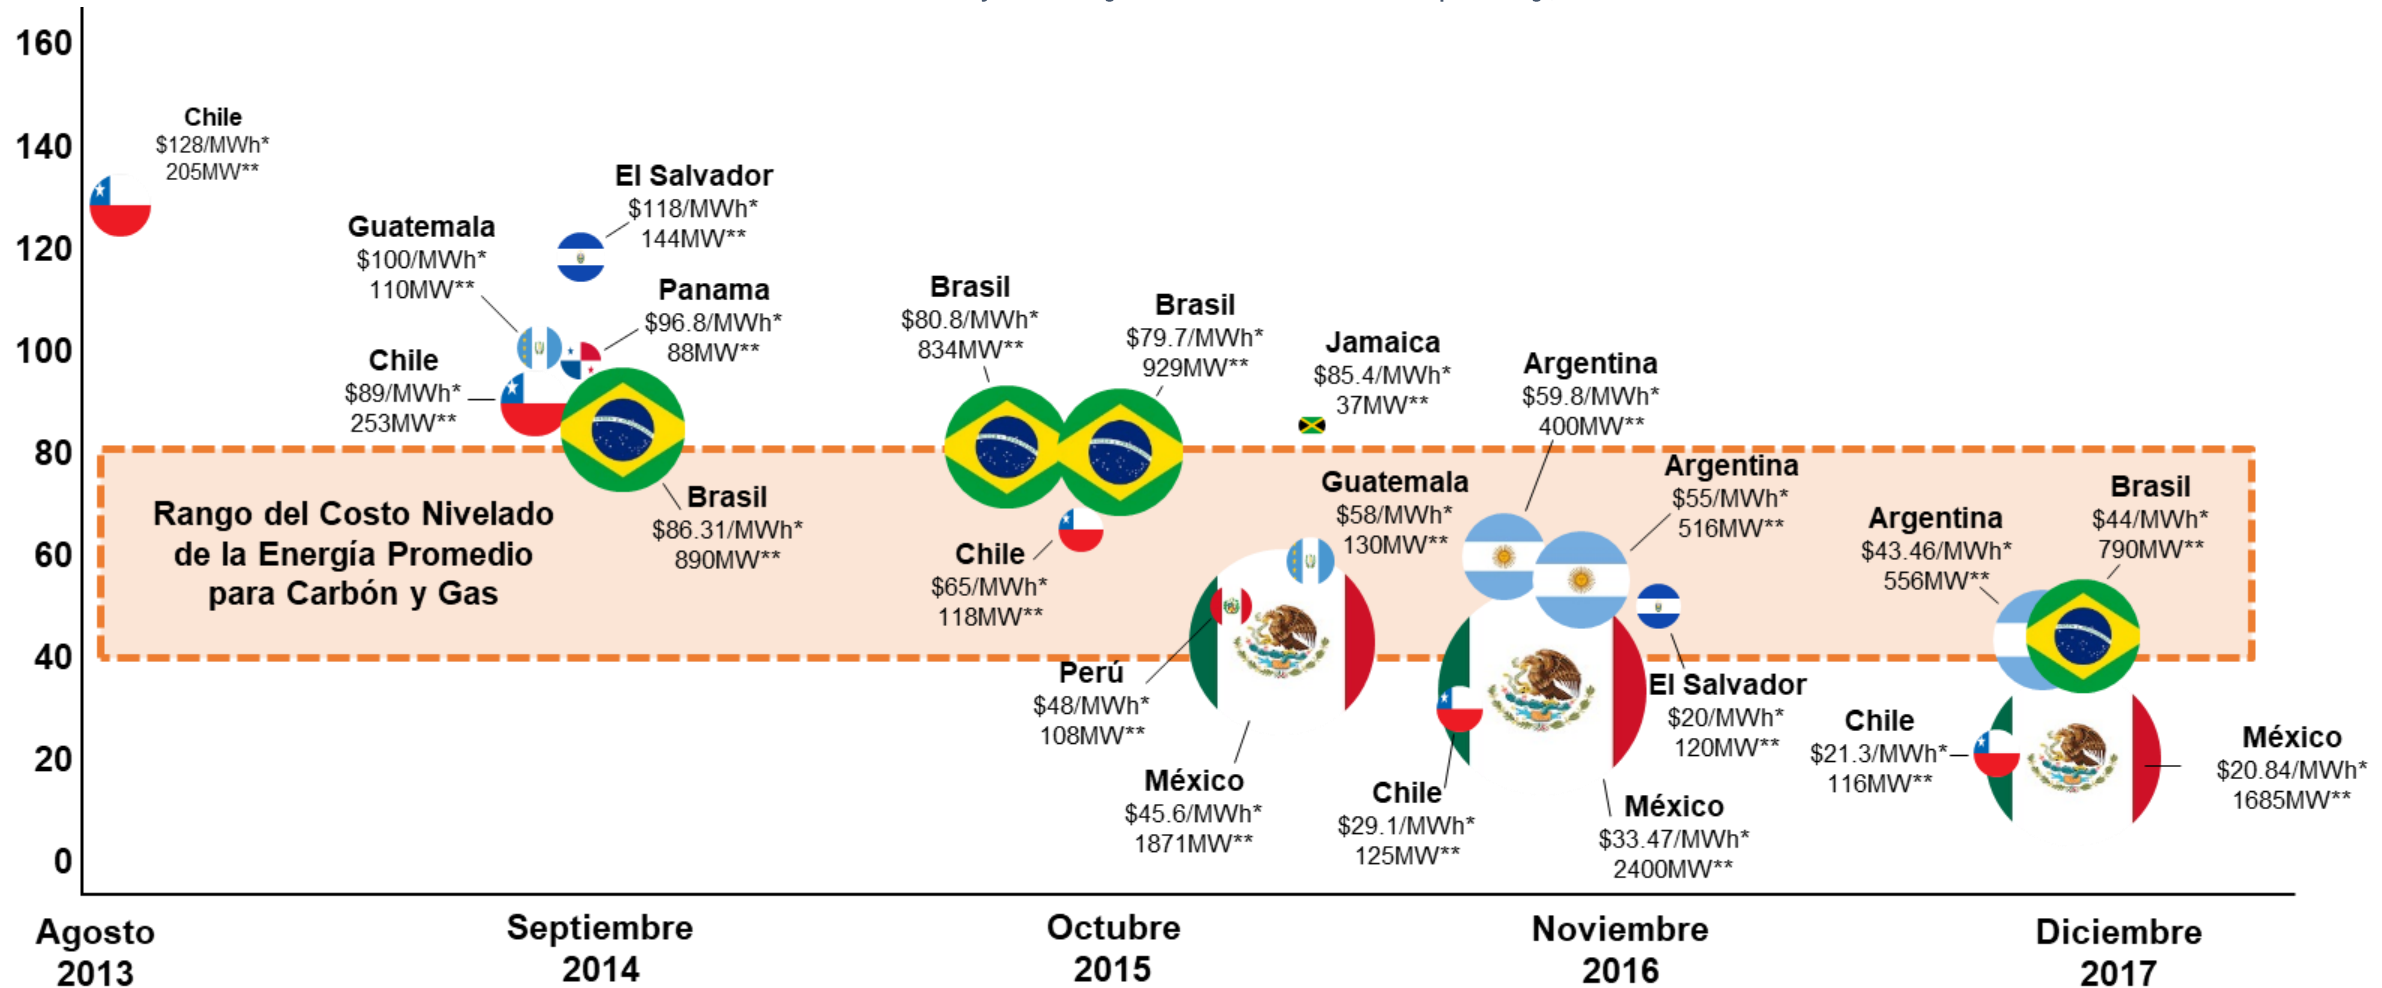 160
140
120
100
80
60
40
20
0
Chile
$128/MWh*
205MW**
Guatemala
$100/MWh*
110MW**
El Salvador
$118/MWh*
144MW**
Panama
$96.8/MWh*
88MW**
Chile
$89/MWh*
253MW**
Brasil
$86.31/MWh*
890MW**
Rango del Costo Nivelado
de la Energía Promedio
para Carbón y Gas
Brasil
$80.8/MWh*
834MW**
Brasil
$79.7/MWh*
929MW**
Chile
$65/MWh*
118MW**
Jamaica
$85.4/MWh*
37MW**
Guatemala
$58/MWh*
130MW**
Perú
$48/MWh*
108MW**
México
$45.6/MWh*
1871MW**
Argentina
$59.8/MWh*
400MW**
Argentina
$55/MWh*
516MW**
El Salvador
$20/MWh*
120MW**
Chile
$29.1/MWh*
125MW**
México
$33.47/MWh*
2400MW**
Argentina
$43.46/MWh*
556MW**
Brasil
$44/MWh*
790MW**
Chile
$21.3/MWh*
116MW**
México
$20.84/MWh*
1685MW**
Agosto
2013
Septiembre
2014
Octubre
2015
Noviembre
2016
Diciembre
2017